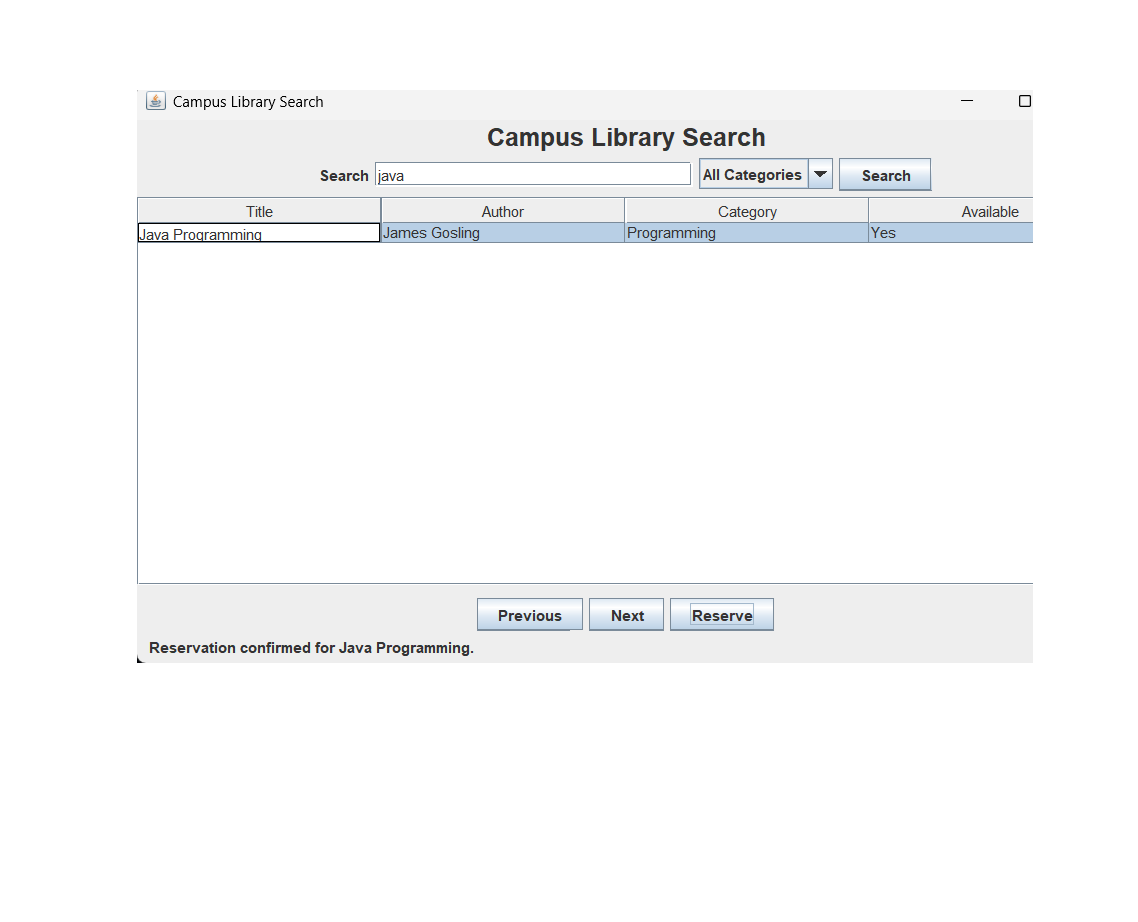 Campus Library Search
Campus Library Search
Search java All Categories Search
Title Author Category Available
Java Programming James Gosling Programming Yes
Previous Next Reserve
Reservation confirmed for Java Programming.